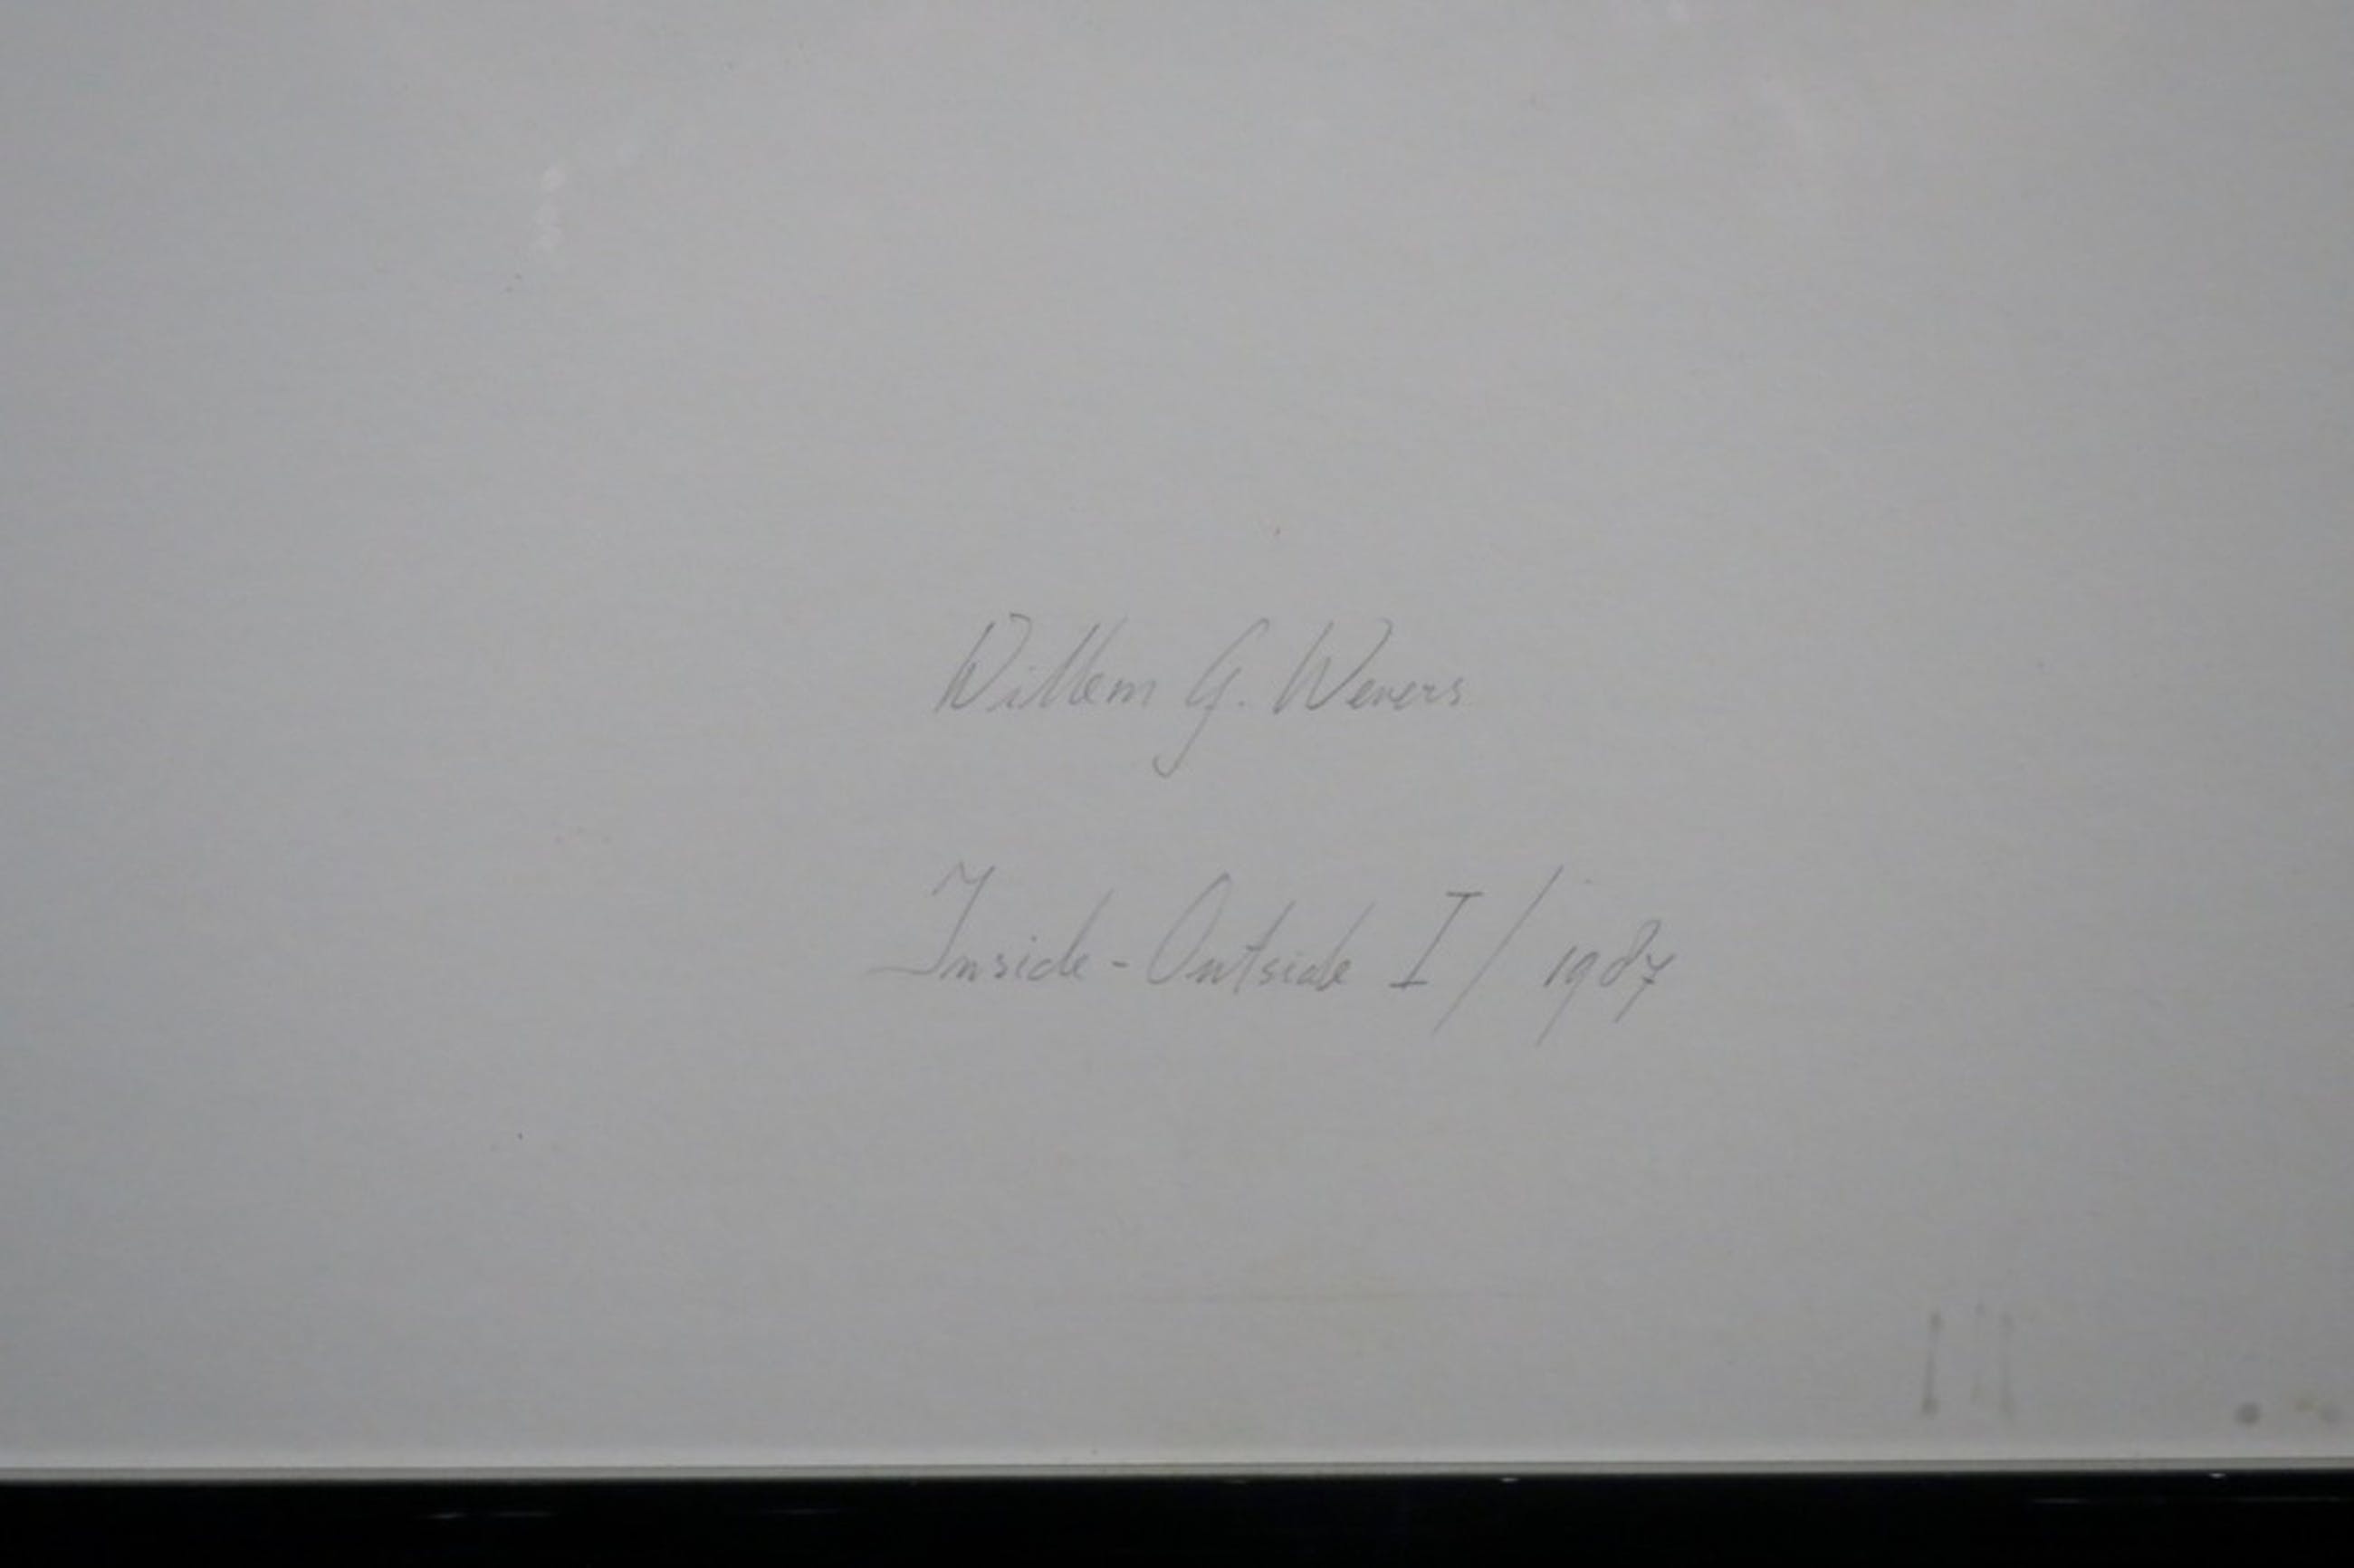 Willem G. Wevers
Inside-Outside I / 1987